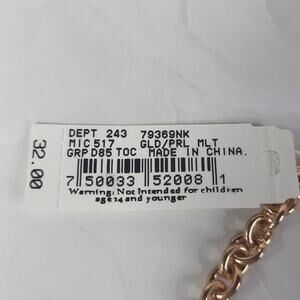 DEPT 243 79369NK
MIC 517 GLD/PRL MLT
GRP D85 TOC MADE IN CHINA.
7 50033 52008 1
Warning: Not Intended for children
age 14 and younger
32.00